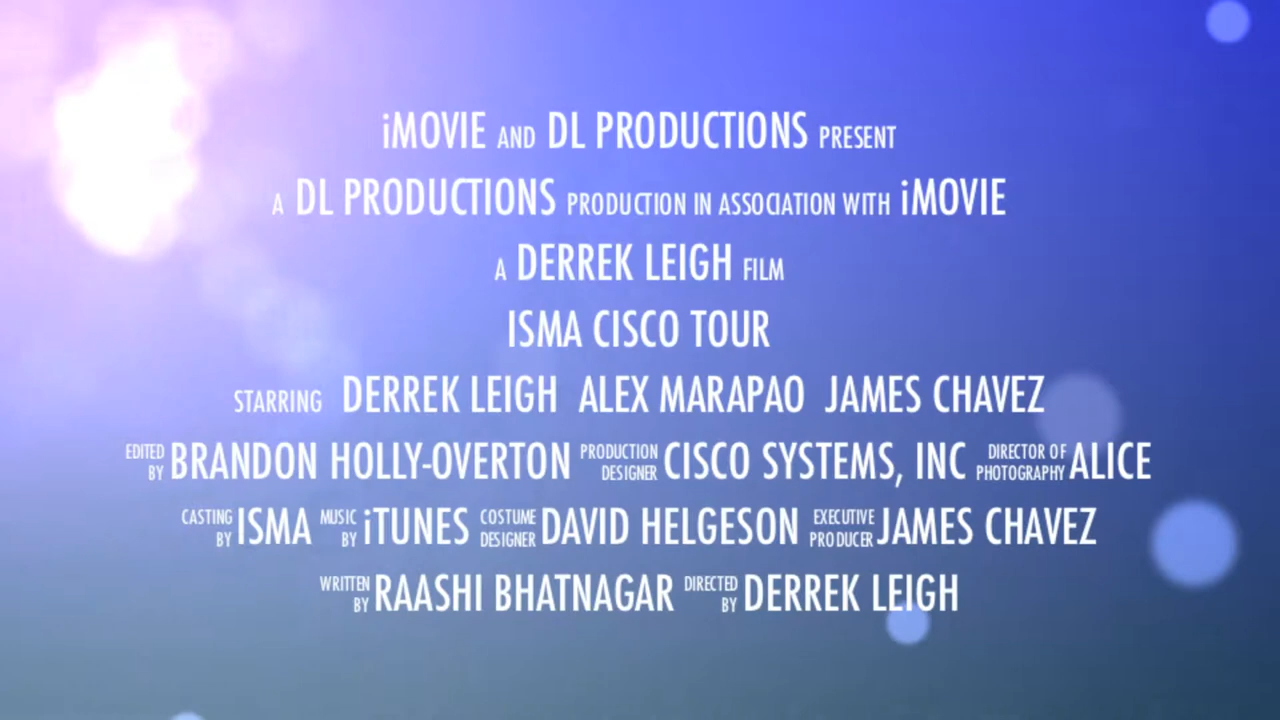 iMOVIE AND DL PRODUCTIONS PRESENT
A DL PRODUCTIONS PRODUCTION IN ASSOCIATION WITH iMOVIE
A DERREK LEIGH FILM
ISMA CISCO TOUR
STARRING DERREK LEIGH ALEX MARAPAO JAMES CHAVEZ
EDITED BY BRANDON HOLLY-OVERTON PRODUCTION DESIGNER CISCO SYSTEMS, INC DIRECTOR OF PHOTOGRAPHY ALICE
CASTING BY ISMA MUSIC BY iTUNES COSTUME DESIGNER DAVID HELGESON EXECUTIVE PRODUCER JAMES CHAVEZ
WRITTEN BY RAASHI BHATNAGAR DIRECTED BY DERREK LEIGH